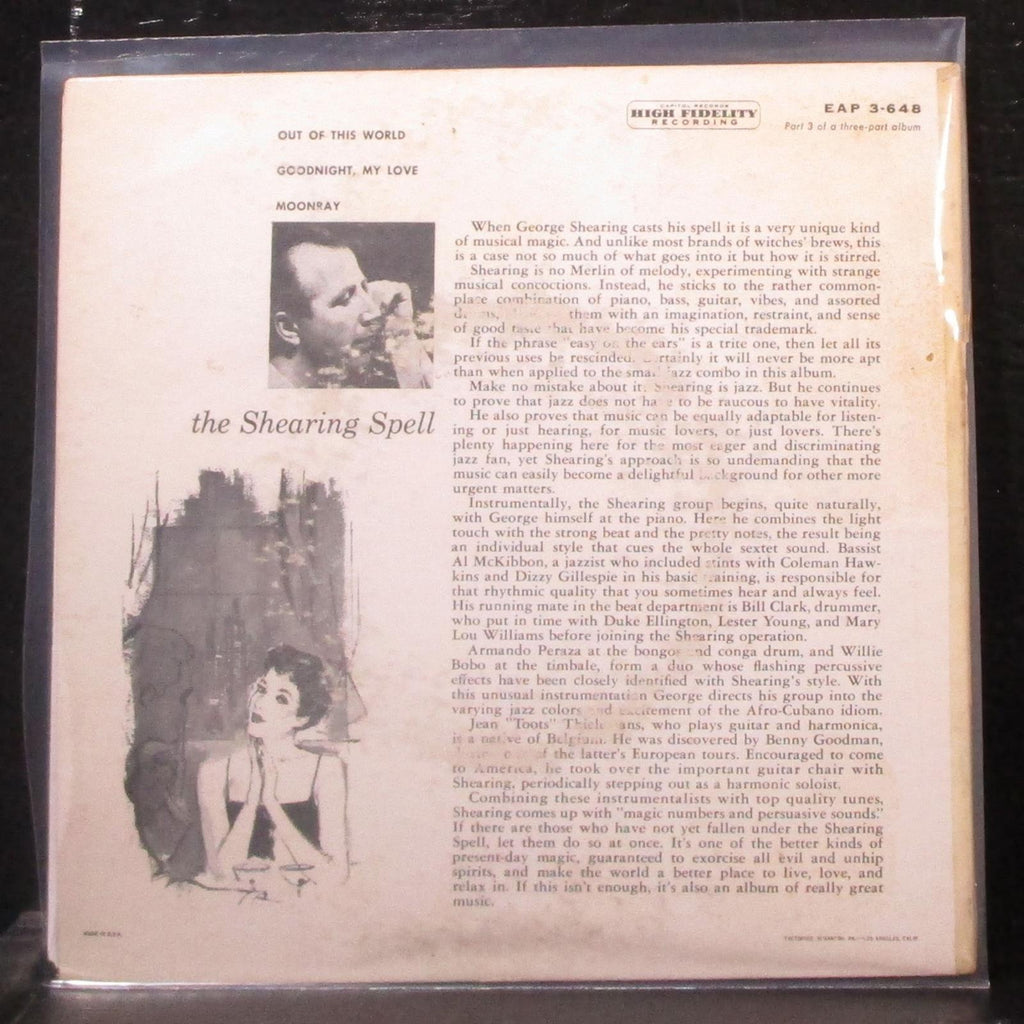 CAPITOL RECORDS
HIGH FIDELITY
RECORDING
EAP 3-648
Part 3 of a three-part album
OUT OF THIS WORLD
GOODNIGHT, MY LOVE
MOONRAY
the Shearing Spell
When George Shearing casts his spell it is a very unique kind
of musical magic. And unlike most brands of witches' brews, this
is a case not so much of what goes into it but how it is stirred.
Shearing is no Merlin of melody, experimenting with strange
musical concoctions. Instead, he sticks to the rather common-
place combination of piano, bass, guitar, vibes, and assorted
them with an imagination, restraint, and sense
of good taste that have become his special trademark.
If the phrase "easy on the ears" is a trite one, then let all its
previous uses be rescinded. Certainly it will never be more apt
than when applied to the small jazz combo in this album.
Make no mistake about it: Shearing is jazz. But he continues
to prove that jazz does not have to be raucous to have vitality.
He also proves that music can be equally adaptable for listen-
ing or just hearing, for music lovers, or just lovers. There's
plenty happening here for the most eager and discriminating
jazz fan, yet Shearing's approach is so undemanding that the
music can easily become a delightful background for other more
urgent matters.
Instrumentally, the Shearing group begins, quite naturally,
with George himself at the piano. Here he combines the light
touch with the strong beat and the pretty notes, the result being
an individual style that cues the whole sextet sound. Bassist
Al McKibbon, a jazzist who included stints with Coleman Haw-
kins and Dizzy Gillespie in his basic training, is responsible for
that rhythmic quality that you sometimes hear and always feel.
His running mate in the beat department is Bill Clark, drummer,
who put in time with Duke Ellington, Lester Young, and Mary
Lou Williams before joining the Shearing operation.
Armando Peraza at the bongos and conga drum, and Willie
Bobo at the timbale, form a duo whose flashing percussive
effects have been closely identified with Shearing's style. With
this unusual instrumentation George directs his group into the
varying jazz colors and excitement of the Afro-Cubano idiom.
Jean "Toots" Thielemans, who plays guitar and harmonica,
is a native of Belgium. He was discovered by Benny Goodman,
of the latter's European tours. Encouraged to come
to America, he took over the important guitar chair with
Shearing, periodically stepping out as a harmonic soloist.
Combining these instrumentalists with top quality tunes,
Shearing comes up with "magic numbers and persuasive sounds."
If there are those who have not yet fallen under the Shearing
Spell, let them do so at once. It's one of the better kinds of
present-day magic, guaranteed to exorcise all evil and unhip
spirits, and make the world a better place to live, love, and
relax in. If this isn't enough, it's also an album of really great
music.
MADE IN U.S.A.